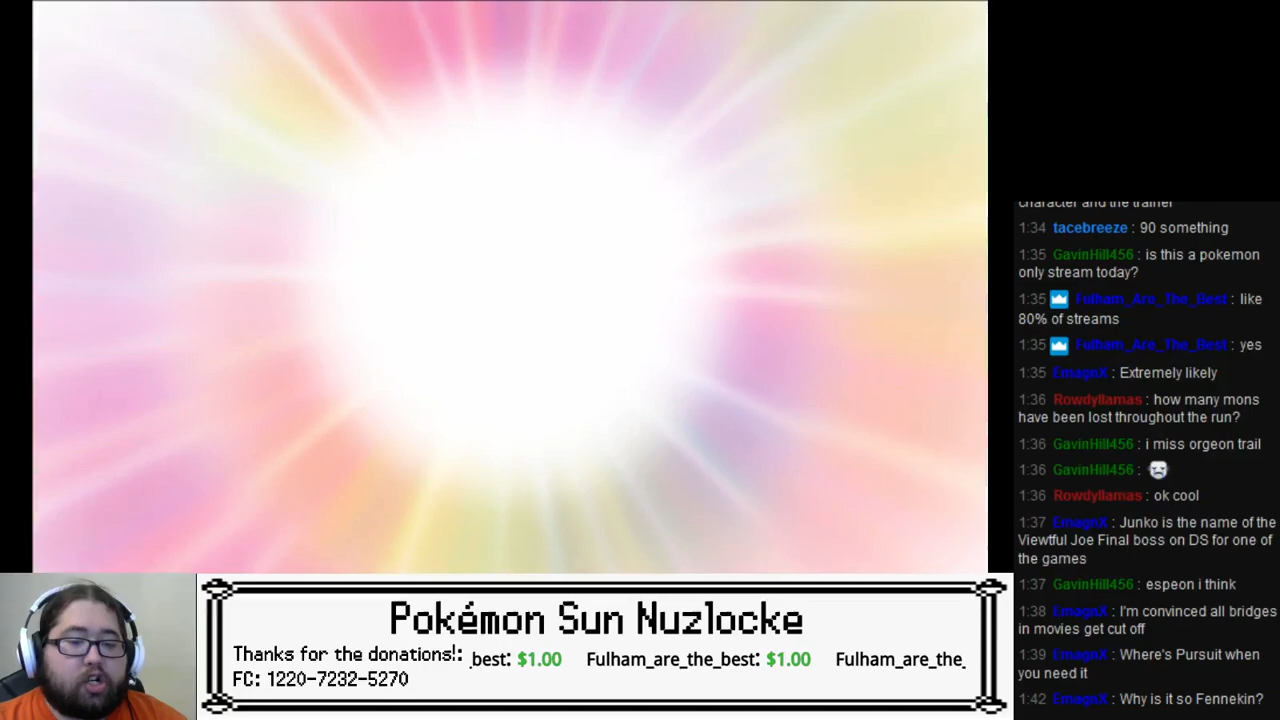 character and the trainer
1:34 tacebreeze : 90 something
1:35 GavinHill456 : is this a pokemon
only stream today?
1:35 Fulham_Are_The_Best : like
80% of streams
1:35 Fulham_Are_The_Best : yes
1:35 EmagnX : Extremely likely
1:36 Rowdyllamas : how many mons
have been lost throughout the run?
1:36 GavinHill456 : i miss orgeon trail
1:36 GavinHill456 :
1:36 Rowdyllamas : ok cool
1:37 EmagnX : Junko is the name of the
Viewtful Joe Final boss on DS for one of
the games
1:37 GavinHill456 : espeon i think
1:38 EmagnX : I'm convinced all bridges
in movies get cut off
1:39 EmagnX : Where's Pursuit when
you need it
1:42 EmagnX : Why is it so Fennekin?
Pokémon Sun Nuzlocke
Thanks for the donations!: _best: $1.00 Fulham_are_the_best: $1.00 Fulham_are_the_
FC: 1220-7232-5270